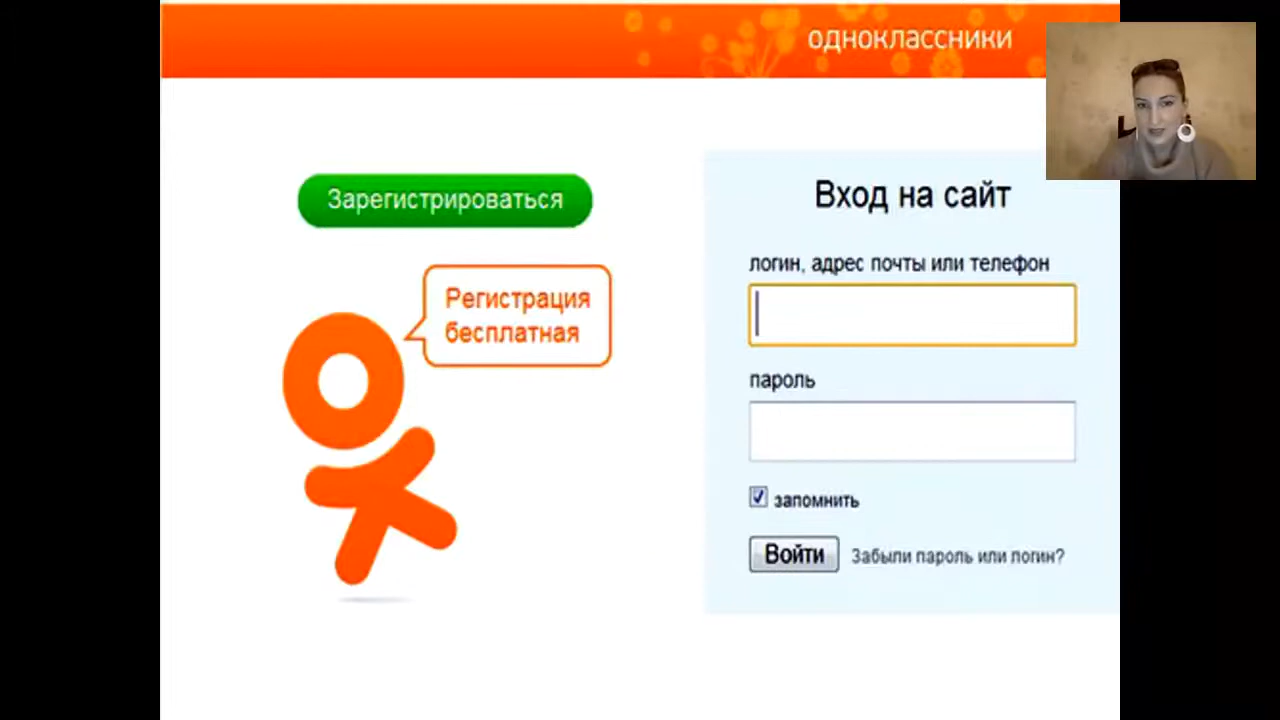 одноклассники
Зарегистрироваться
Регистрация
бесплатная
Вход на сайт
логин, адрес почты или телефон
пароль
запомнить
Войти Забыли пароль или логин?